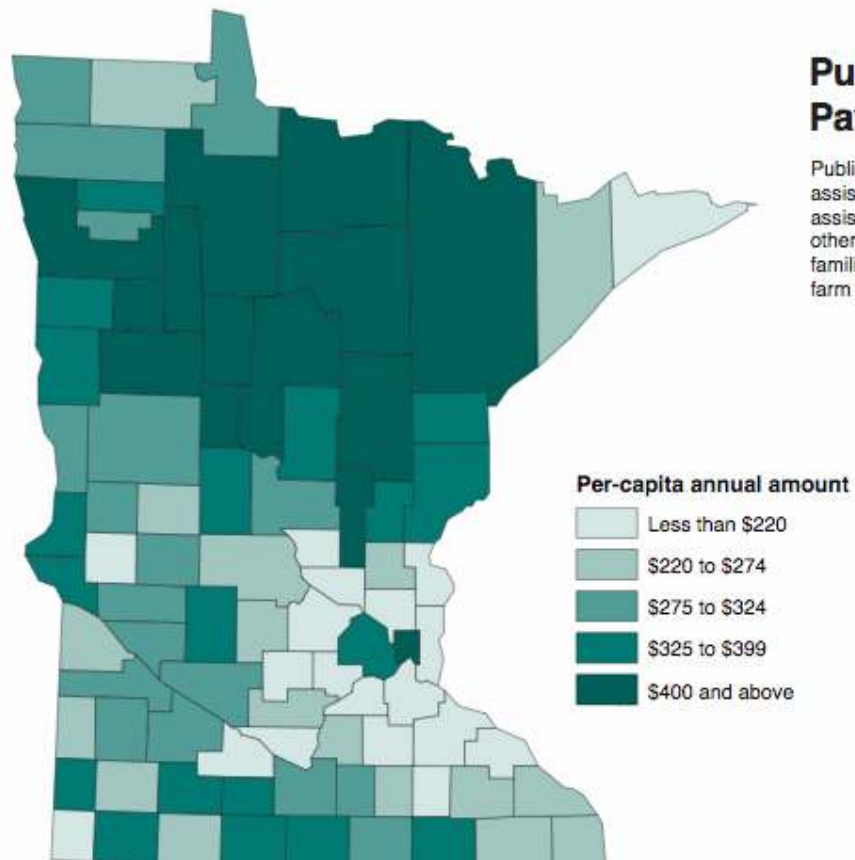 Pu
Pa
Publi
assis
assis
other
famili
farm
Per-capita annual amount
Less than $220
$220 to $274
$275 to $324
$325 to $399
$400 and above